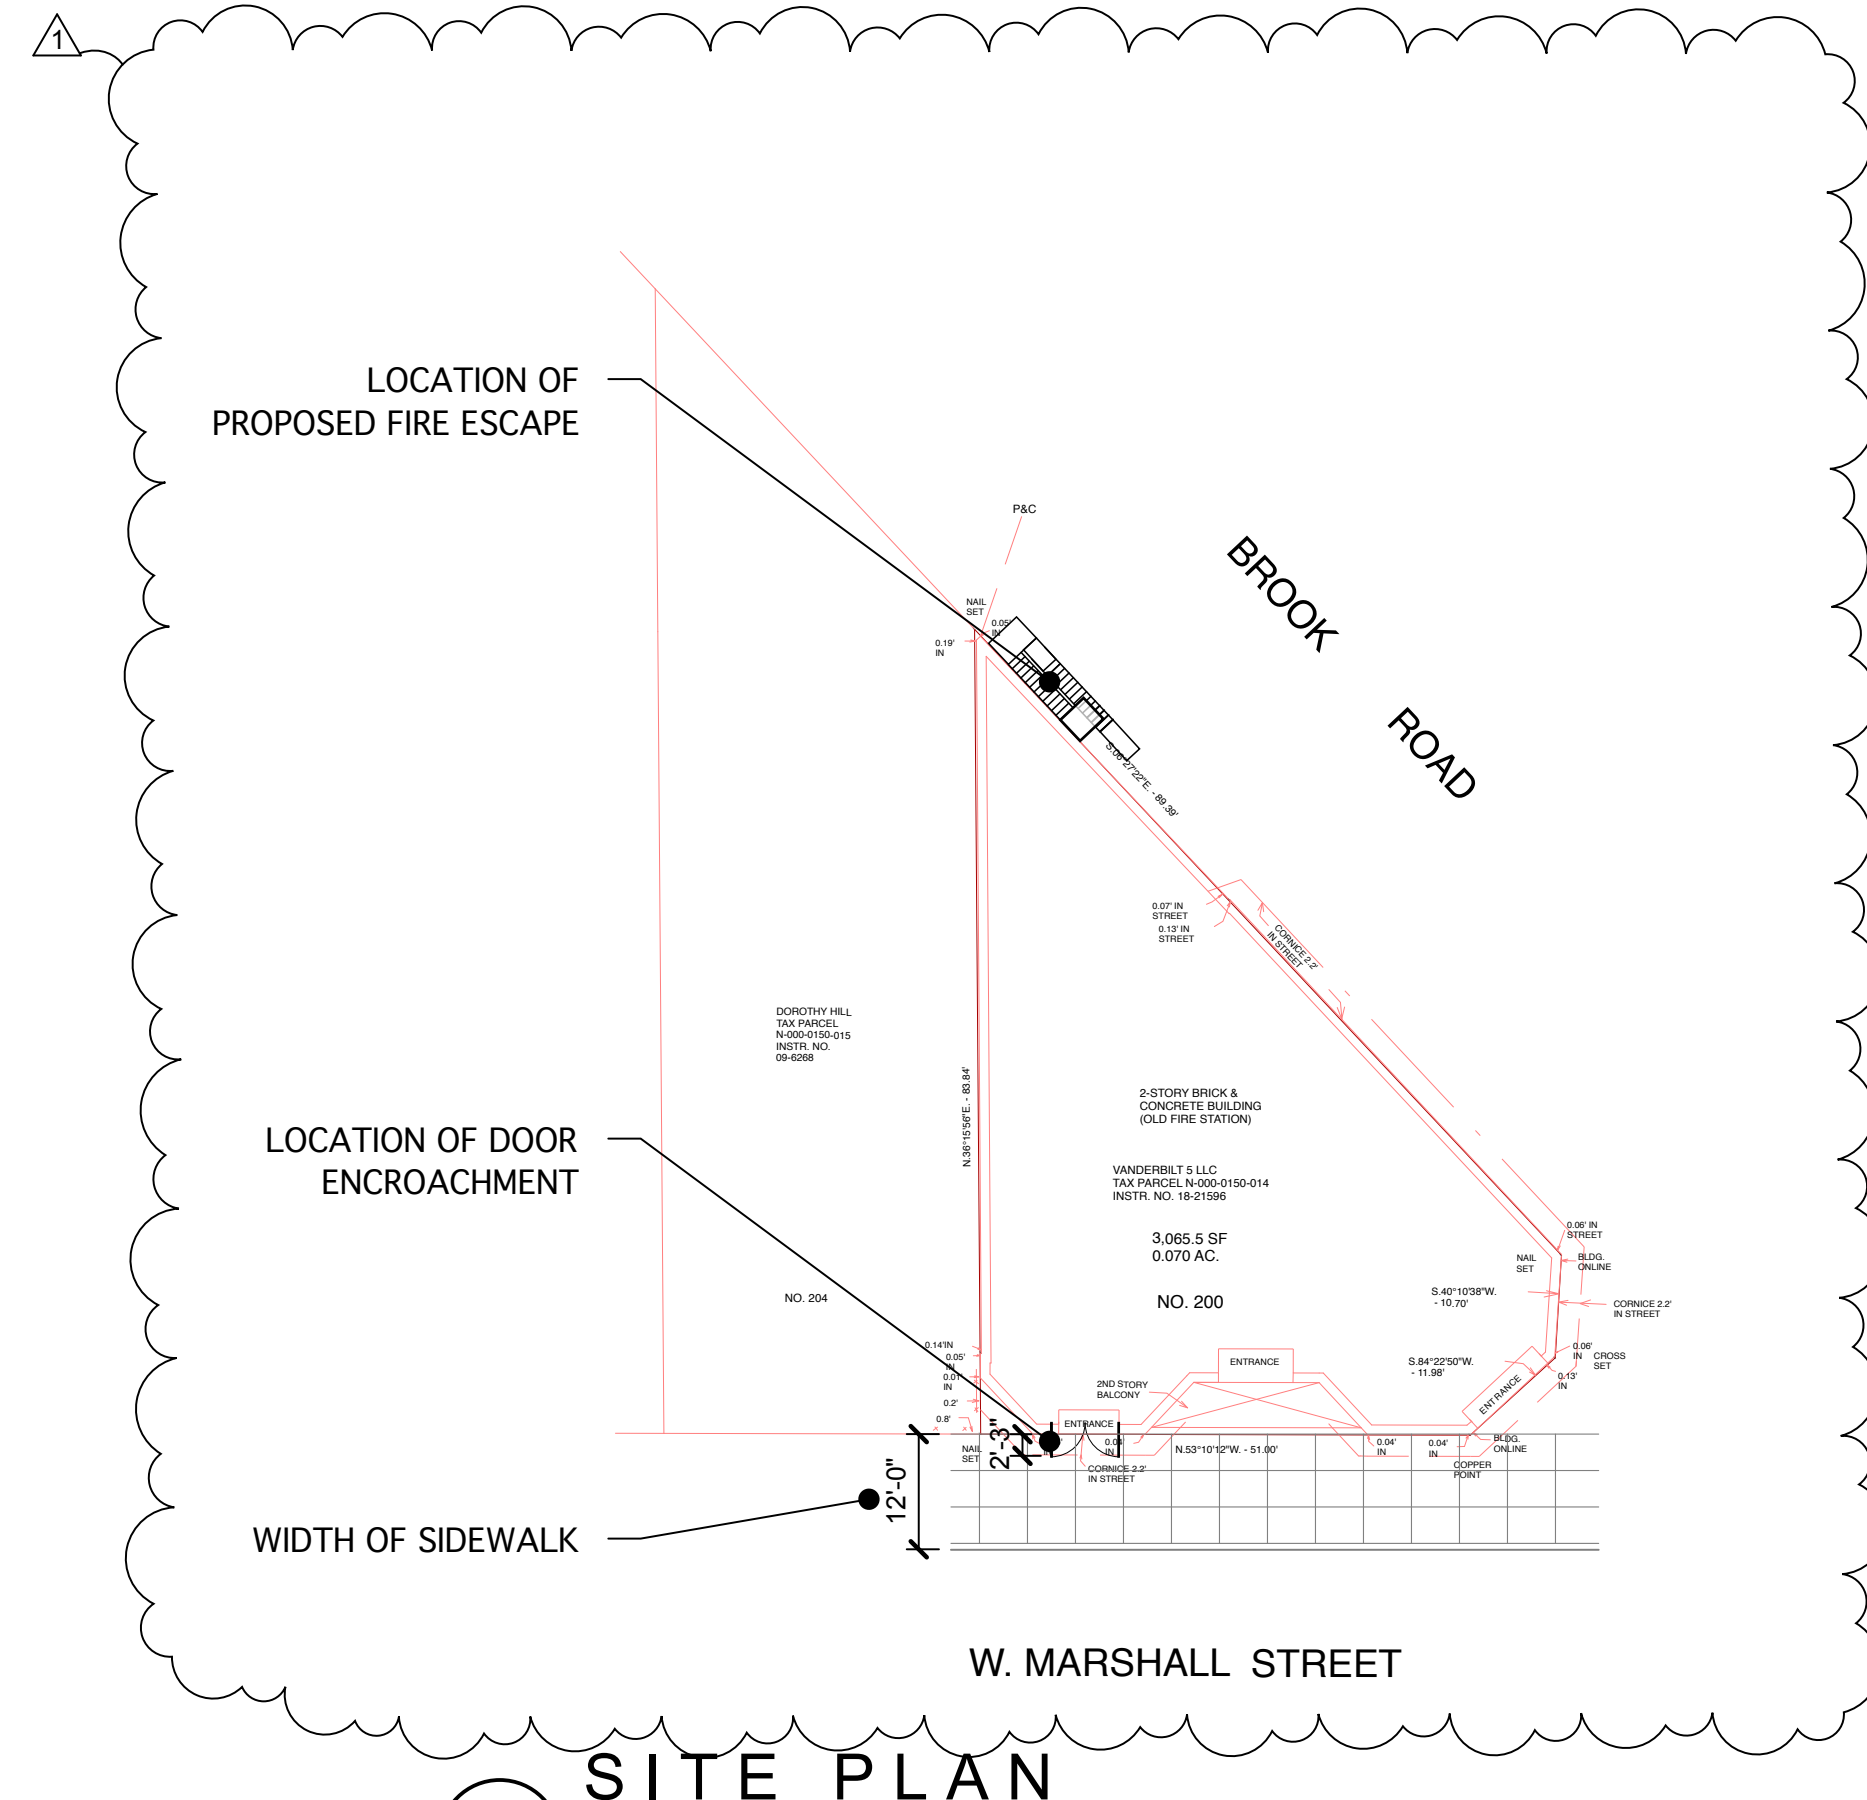 1
LOCATION OF
PROPOSED FIRE ESCAPE
P&C
BROOK
ROAD
NAIL
SET
0.05'
IN
0.19'
IN
S.06°27'22"E. - 89.39'
0.07' IN
STREET
0.13' IN
STREET
CORNICE 2.2'
IN STREET
DOROTHY HILL
TAX PARCEL
N-000-0150-015
INSTR. NO.
09-6268
N.36°15'56"E. - 83.84'
2-STORY BRICK &
CONCRETE BUILDING
(OLD FIRE STATION)
LOCATION OF DOOR
ENCROACHMENT
VANDERBILT 5 LLC
TAX PARCEL N-000-0150-014
INSTR. NO. 18-21596
3,065.5 SF
0.070 AC.
NO. 204
NO. 200
0.06' IN
STREET
NAIL
SET
BLDG.
ONLINE
S.40°10'38"W.
- 10.70'
CORNICE 2.2'
IN STREET
0.14'IN
0.05'
IN
0.01'
IN
0.2'
0.8'
ENTRANCE
2ND STORY
BALCONY
S.84°22'50"W.
- 11.98'
0.06'
IN
CROSS
SET
0.13'
IN
ENTRANCE
ENTRANCE
NAIL
SET
2'-3"
IN
0.04'
IN
N.53°10'12"W. - 51.00'
0.04'
IN
0.04'
IN
BLDG.
ONLINE
COPPER
POINT
CORNICE 2.2'
IN STREET
12'-0"
WIDTH OF SIDEWALK
W. MARSHALL STREET
SITE PLAN